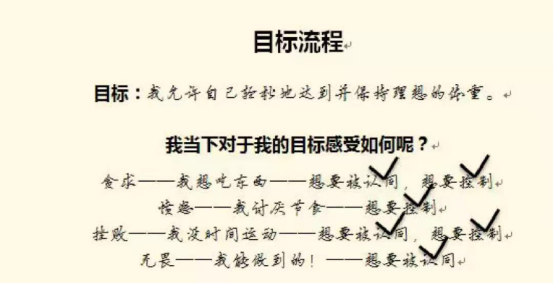 目标流程
目标：我允许自己轻松地达到并保持理想的体重。
我当下对于我的目标感受如何呢？
贪求——我想吃东西——想要被认同，想要控制
愤怒——我讨厌节食——想要控制
挫败——我没时间运动——想要被认同，想要控制
无畏——我能做到的！——想要被认同